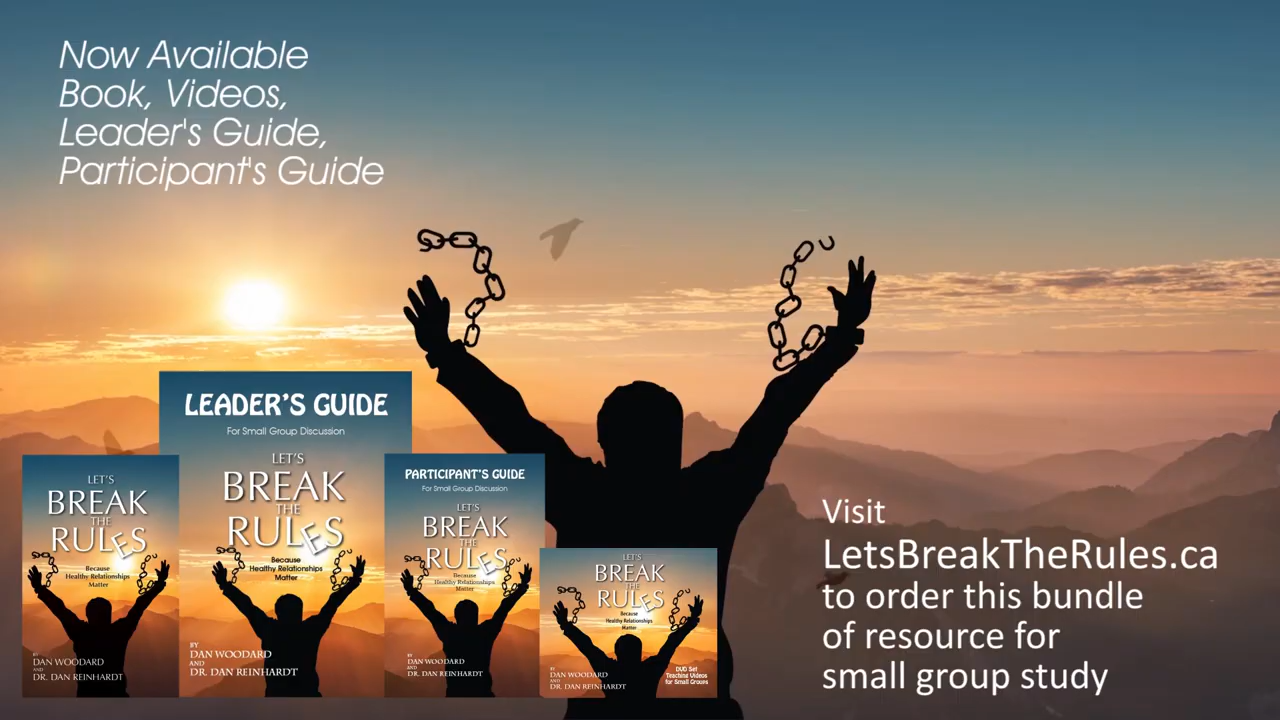 Now Available
Book, Videos,
Leader's Guide,
Participant's Guide
LEADER'S GUIDE
For Small Group Discussion
LET'S
BREAK
THE
RULES
Because
Healthy Relationships
Matter
BY
DAN WOODARD
AND
DR. DAN REINHARDT
LET'S
BREAK
THE
RULES
Because
Healthy Relationships
Matter
BY
DAN WOODARD
AND
DR. DAN REINHARDT
PARTICIPANT'S GUIDE
For Small Group Discussion
LET'S
BREAK
THE
RULES
Because
Healthy Relationships
Matter
BY
DAN WOODARD
AND
DR. DAN REINHARDT
LET'S
BREAK
THE
RULES
Because
Healthy Relationships
Matter
BY
DAN WOODARD
AND
DR. DAN REINHARDT
DVD Set
Teaching Videos
for Small Groups
Visit
LetsBreakTheRules.ca
to order this bundle
of resource for
small group study